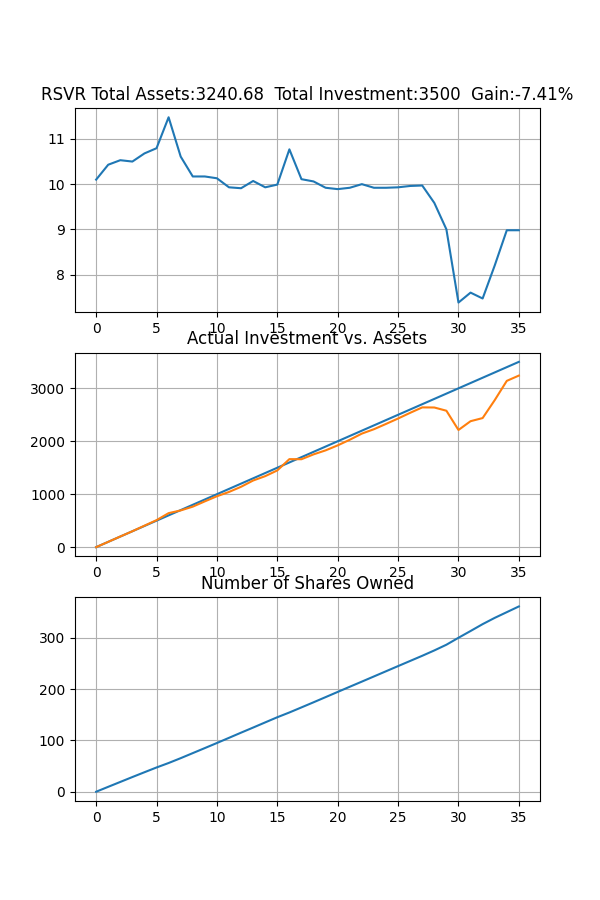 RSVR Total Assets:3240.68  Total Investment:3500  Gain:-7.41%
11
10
9
8
0 5 10 15 20 25 30 35
Actual Investment vs. Assets
3000
2000
1000
0
0 5 10 15 20 25 30 35
Number of Shares Owned
300
200
100
0
0 5 10 15 20 25 30 35